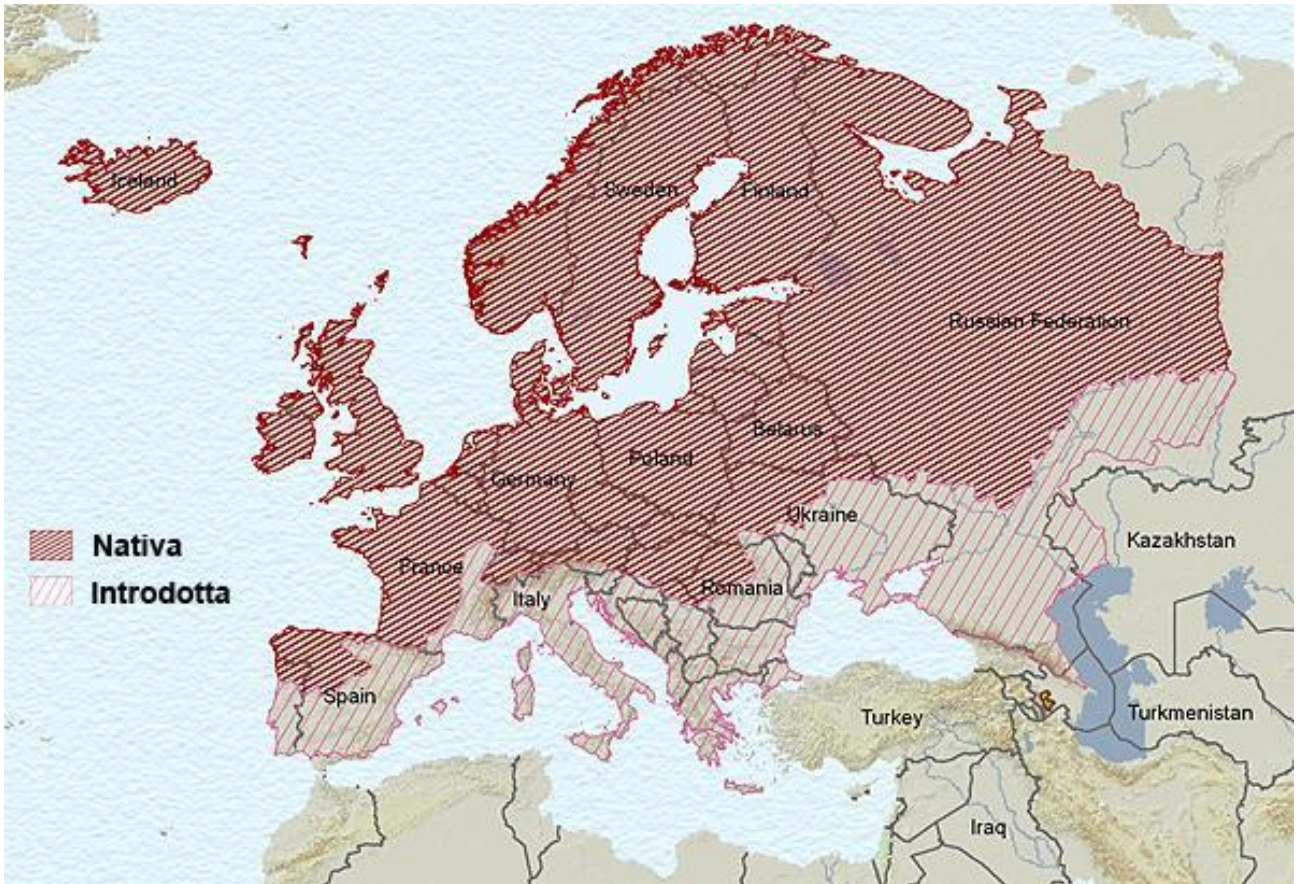 Iceland
Sweden
Finland
Russian Federation
Belarus
Poland
Germany
Ukraine
Nativa
Kazakhstan
France
Introdotta
Romania
Italy
Spain
Turkey
Turkmenistan
Iraq